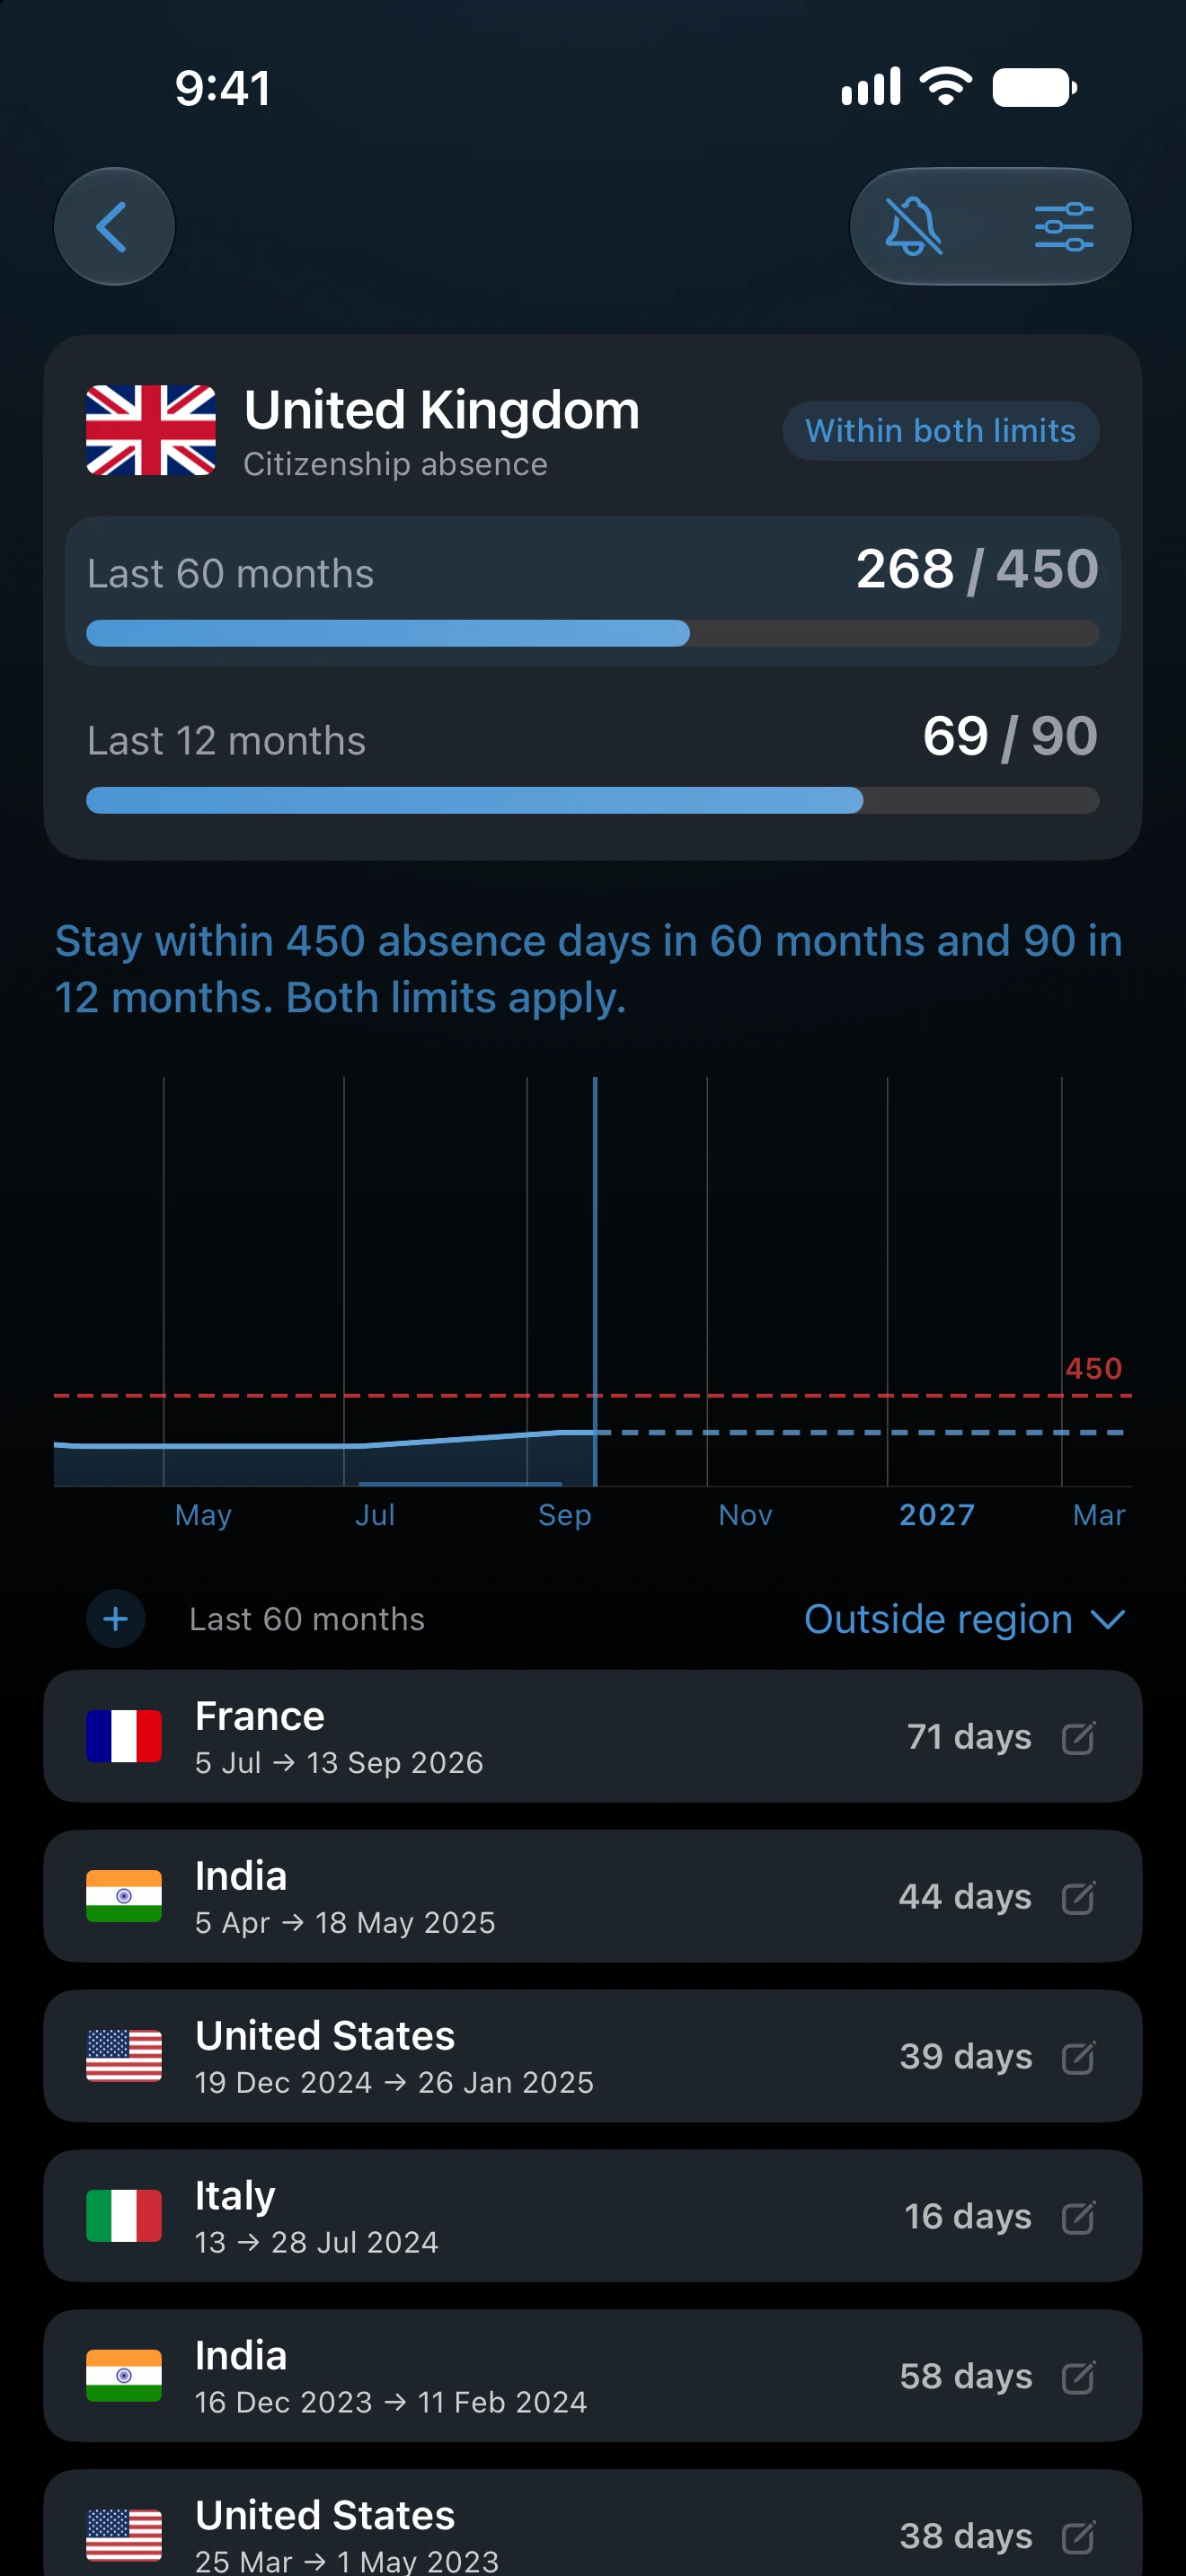 9:41
United Kingdom
Citizenship absence
Within both limits
Last 60 months
268 / 450
Last 12 months
69 / 90
Stay within 450 absence days in 60 months and 90 in
12 months. Both limits apply.
450
May Jul Sep Nov 2027 Mar
Last 60 months
Outside region
France
5 Jul → 13 Sep 2026
71 days
India
5 Apr → 18 May 2025
44 days
United States
19 Dec 2024 → 26 Jan 2025
39 days
Italy
13 → 28 Jul 2024
16 days
India
16 Dec 2023 → 11 Feb 2024
58 days
United States
25 Mar → 1 May 2023
38 days